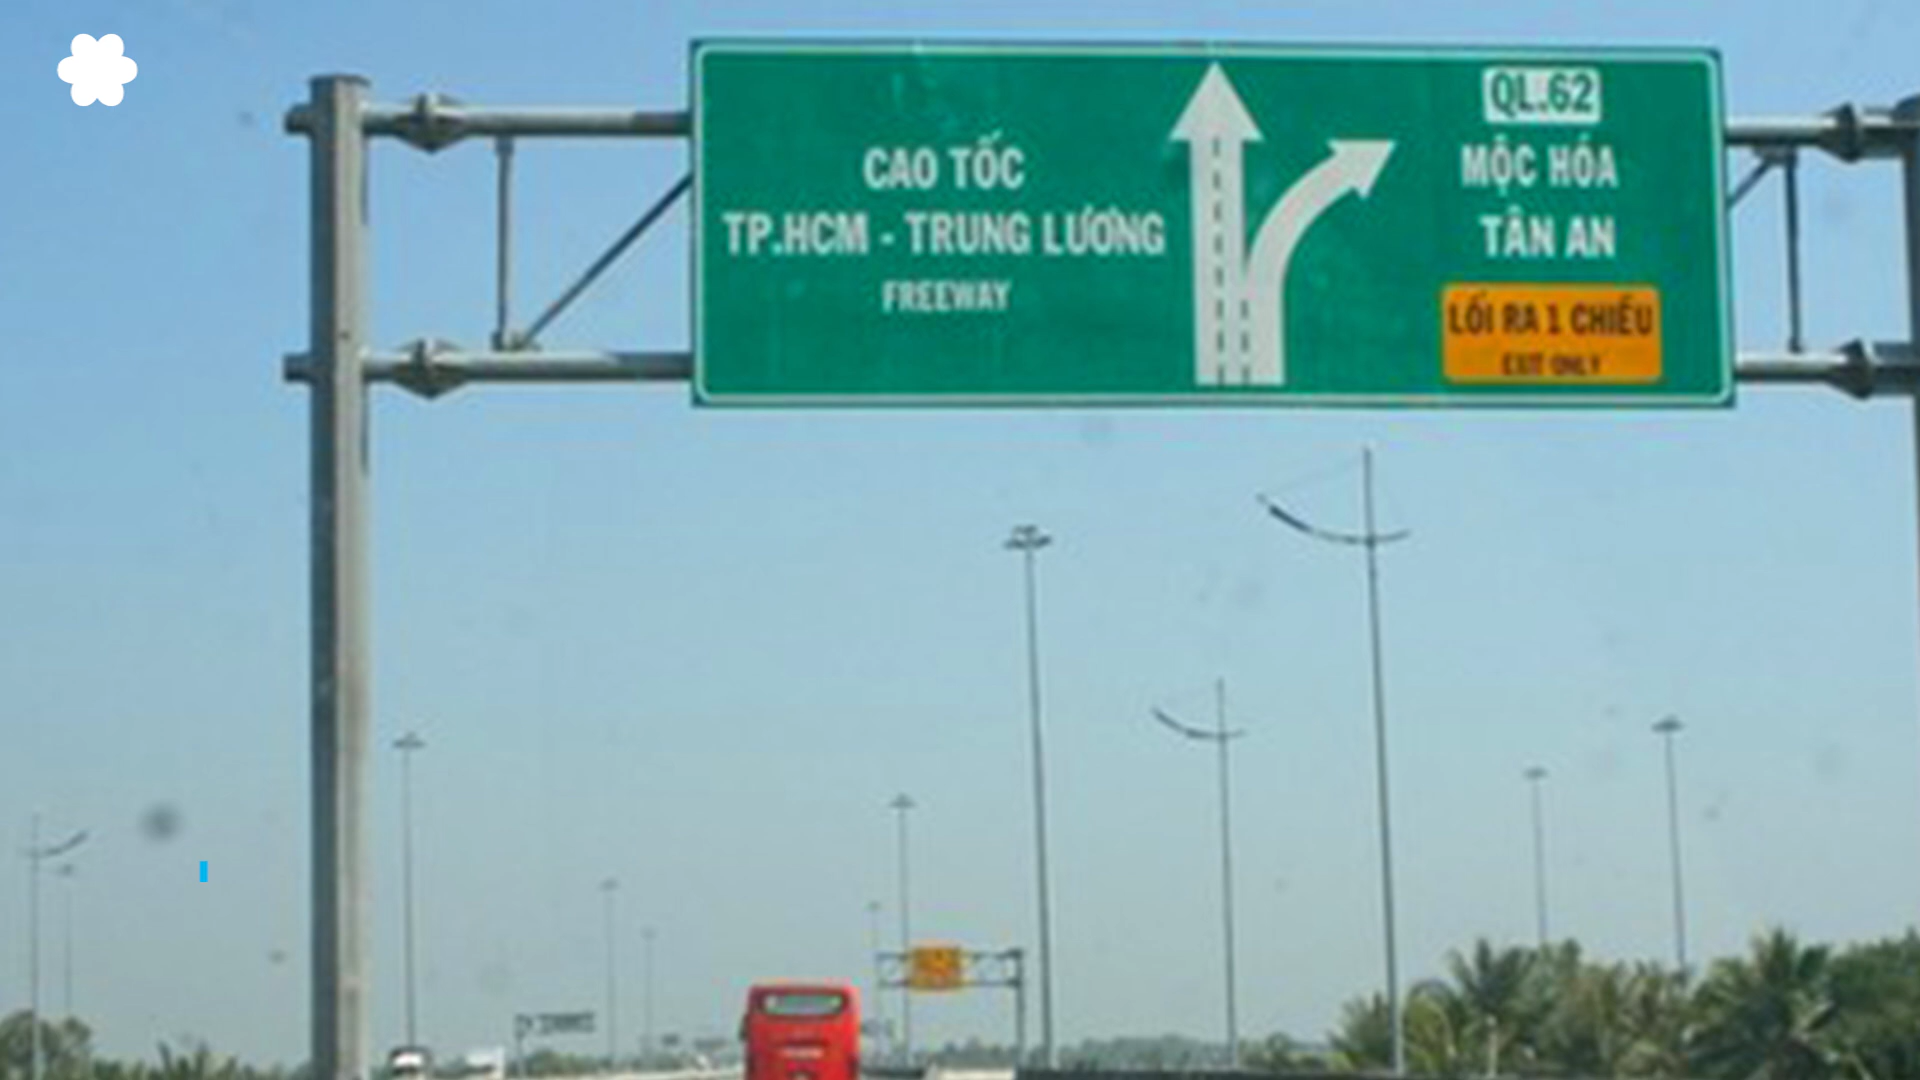 CAO TỐC
TP.HCM - TRUNG LƯƠNG
FREEWAY
QL.62
MỘC HÓA
TÂN AN
LỐI RA 1 CHIỀU
EXIT ONLY